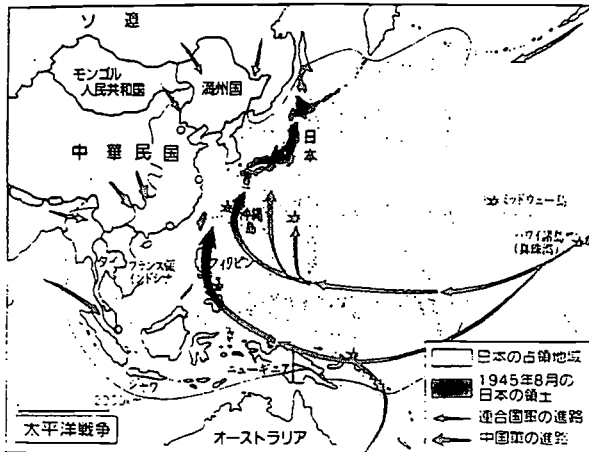 ソ連
モンゴル
人民共和国
満州国
中華民国
日本
沖縄島
ミッドウェー島
ハワイ諸島
(真珠湾)
タイ
フランス領
インドシナ
フィリピン
ニューギニア
ジャワ
オーストラリア
太平洋戦争
日本の占領地域
1945年8月の
日本の領土
連合国軍の進路
中国軍の進路